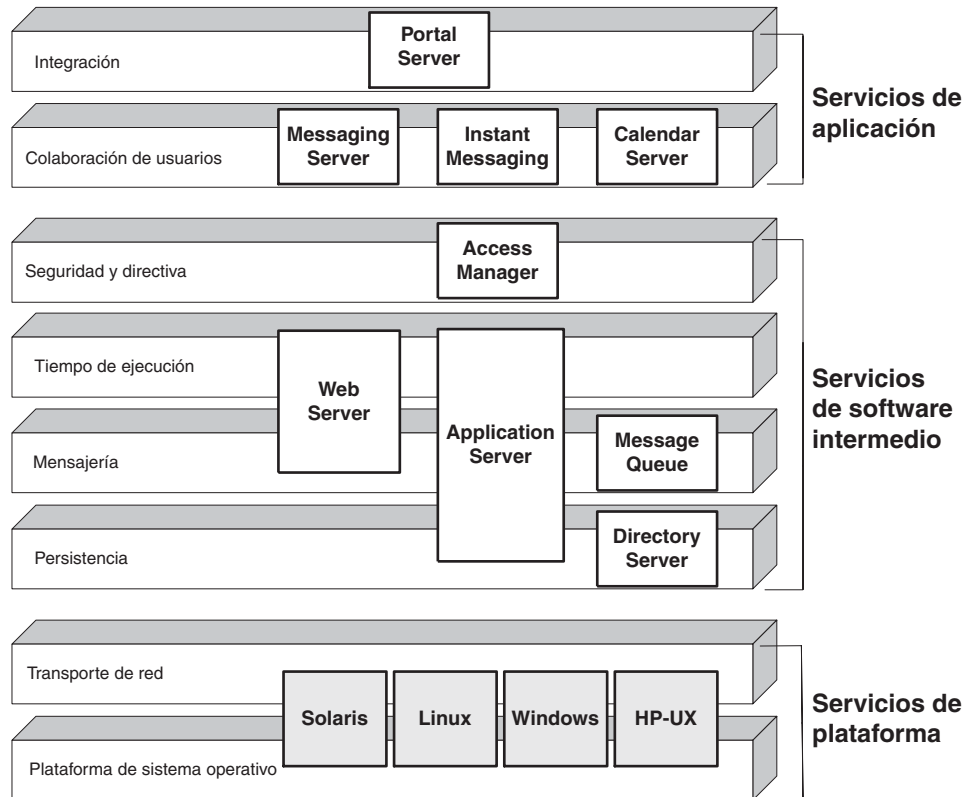 Portal
Server
Integración
Servicios de
aplicación
Messaging
Server
Instant
Messaging
Calendar
Server
Colaboración de usuarios
Access
Manager
Seguridad y directiva
Tiempo de ejecución
Web
Server
Application
Server
Servicios
de software
intermedio
Message
Queue
Mensajería
Directory
Server
Persistencia
Transporte de red
Solaris
Linux
Windows
HP-UX
Servicios de
plataforma
Plataforma de sistema operativo